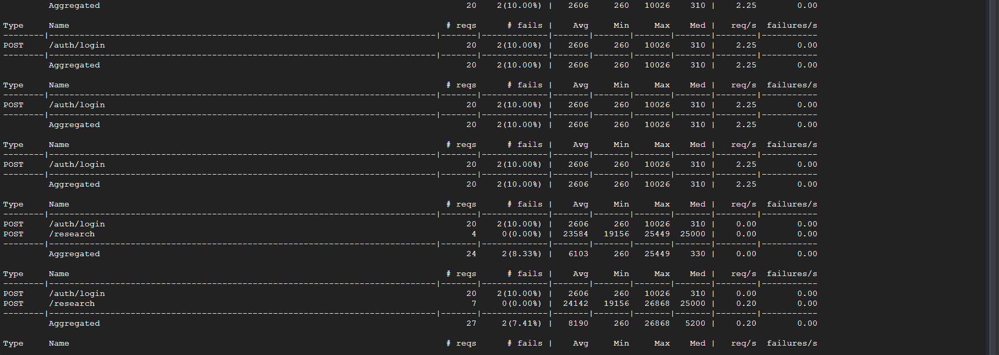 Aggregated 20 2(10.00%) | 2606 260 10026 310 | 2.25 0.00
Type Name # reqs # fails | Avg Min Max Med | req/s failures/s
--------|----------------------------------------------------------------------------|-------|-------------|-------|-------|-------|-------|--------|-----------
POST /auth/login 20 2(10.00%) | 2606 260 10026 310 | 2.25 0.00
--------|----------------------------------------------------------------------------|-------|-------------|-------|-------|-------|-------|--------|-----------
Aggregated 20 2(10.00%) | 2606 260 10026 310 | 2.25 0.00
Type Name # reqs # fails | Avg Min Max Med | req/s failures/s
--------|----------------------------------------------------------------------------|-------|-------------|-------|-------|-------|-------|--------|-----------
POST /auth/login 20 2(10.00%) | 2606 260 10026 310 | 2.25 0.00
--------|----------------------------------------------------------------------------|-------|-------------|-------|-------|-------|-------|--------|-----------
Aggregated 20 2(10.00%) | 2606 260 10026 310 | 2.25 0.00
Type Name # reqs # fails | Avg Min Max Med | req/s failures/s
--------|----------------------------------------------------------------------------|-------|-------------|-------|-------|-------|-------|--------|-----------
POST /auth/login 20 2(10.00%) | 2606 260 10026 310 | 2.25 0.00
--------|----------------------------------------------------------------------------|-------|-------------|-------|-------|-------|-------|--------|-----------
Aggregated 20 2(10.00%) | 2606 260 10026 310 | 2.25 0.00
Type Name # reqs # fails | Avg Min Max Med | req/s failures/s
--------|----------------------------------------------------------------------------|-------|-------------|-------|-------|-------|-------|--------|-----------
POST /auth/login 20 2(10.00%) | 2606 260 10026 310 | 0.00 0.00
POST /research 4 0(0.00%) | 23584 19156 25449 25000 | 0.00 0.00
--------|----------------------------------------------------------------------------|-------|-------------|-------|-------|-------|-------|--------|-----------
Aggregated 24 2(8.33%) | 6103 260 25449 330 | 0.00 0.00
Type Name # reqs # fails | Avg Min Max Med | req/s failures/s
--------|----------------------------------------------------------------------------|-------|-------------|-------|-------|-------|-------|--------|-----------
POST /auth/login 20 2(10.00%) | 2606 260 10026 310 | 0.00 0.00
POST /research 7 0(0.00%) | 24142 19156 26868 25000 | 0.20 0.00
--------|----------------------------------------------------------------------------|-------|-------------|-------|-------|-------|-------|--------|-----------
Aggregated 27 2(7.41%) | 8190 260 26868 5200 | 0.20 0.00
Type Name # reqs # fails | Avg Min Max Med | req/s failures/s